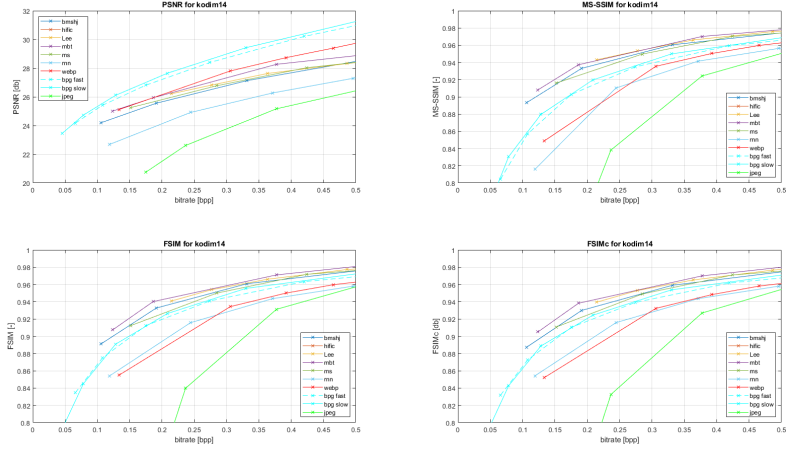 PSNR for kodim14
32
30
28
26
24
22
20
PSNR [db]
bmshj
hific
Lee
mbt
ms
mn
webp
bpg fast
bpg slow
jpeg
0 0.05 0.1 0.15 0.2 0.25 0.3 0.35 0.4 0.45 0.5
bitrate [bpp]
MS-SSIM for kodim14
1
0.98
0.96
0.94
0.92
0.9
0.88
0.86
0.84
0.82
0.8
MS-SSIM [-]
bmshj
hific
Lee
mbt
ms
mn
webp
bpg fast
bpg slow
jpeg
0 0.05 0.1 0.15 0.2 0.25 0.3 0.35 0.4 0.45 0.5
bitrate [bpp]
FSIM for kodim14
1
0.98
0.96
0.94
0.92
0.9
0.88
0.86
0.84
0.82
0.8
FSIM [-]
bmshj
hific
Lee
mbt
ms
mn
webp
bpg fast
bpg slow
jpeg
0 0.05 0.1 0.15 0.2 0.25 0.3 0.35 0.4 0.45 0.5
bitrate [bpp]
FSIMc for kodim14
1
0.98
0.96
0.94
0.92
0.9
0.88
0.86
0.84
0.82
0.8
FSIMc [db]
bmshj
hific
Lee
mbt
ms
mn
webp
bpg fast
bpg slow
jpeg
0 0.05 0.1 0.15 0.2 0.25 0.3 0.35 0.4 0.45 0.5
bitrate [bpp]